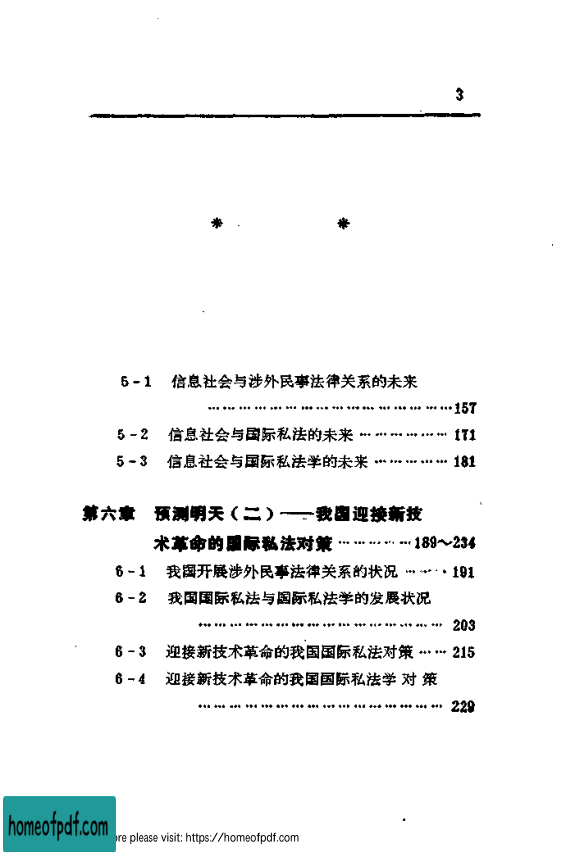 3
* *
5-1 信息社会与涉外民事法律关系的未来
………………………………………………157
5-2 信息社会与国际私法的未来 ………………… 171
5-3 信息社会与国际私法学的未来 …………… 181
第六章 预测明天(二)——我国迎接新技
术革命的国际私法对策 …………… 189～234
6-1 我国开展涉外民事法律关系的状况 ……… 191
6-2 我国国际私法与国际私法学的发展状况
……………………………………………… 203
6-3 迎接新技术革命的我国国际私法对策 …… 215
6-4 迎接新技术革命的我国国际私法学对策
……………………………………………… 229
homeofpdf.com
re please visit: https://homeofpdf.com